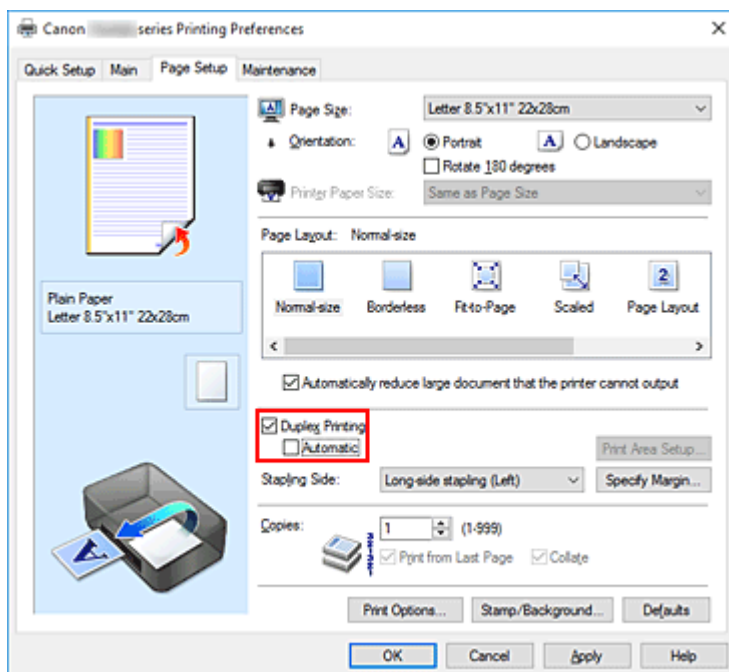 Canon series Printing Preferences
Quick Setup Main Page Setup Maintenance
Page Size: Letter 8.5"x11" 22x28cm
Orientation: A Portrait A Landscape
Rotate 180 degrees
Printer Paper Size: Same as Page Size
Page Layout: Normal-size
2
Normal-size Borderless Fit-to-Page Scaled Page Layout
Plain Paper
Letter 8.5"x11" 22x28cm
Automatically reduce large document that the printer cannot output
Duplex Printing
Automatic
Print Area Setup...
Stapling Side: Long-side stapling (Left) Specify Margin...
Copies: 1 (1-999)
Print from Last Page Collate
A
Print Options... Stamp/Background... Defaults
OK Cancel Apply Help